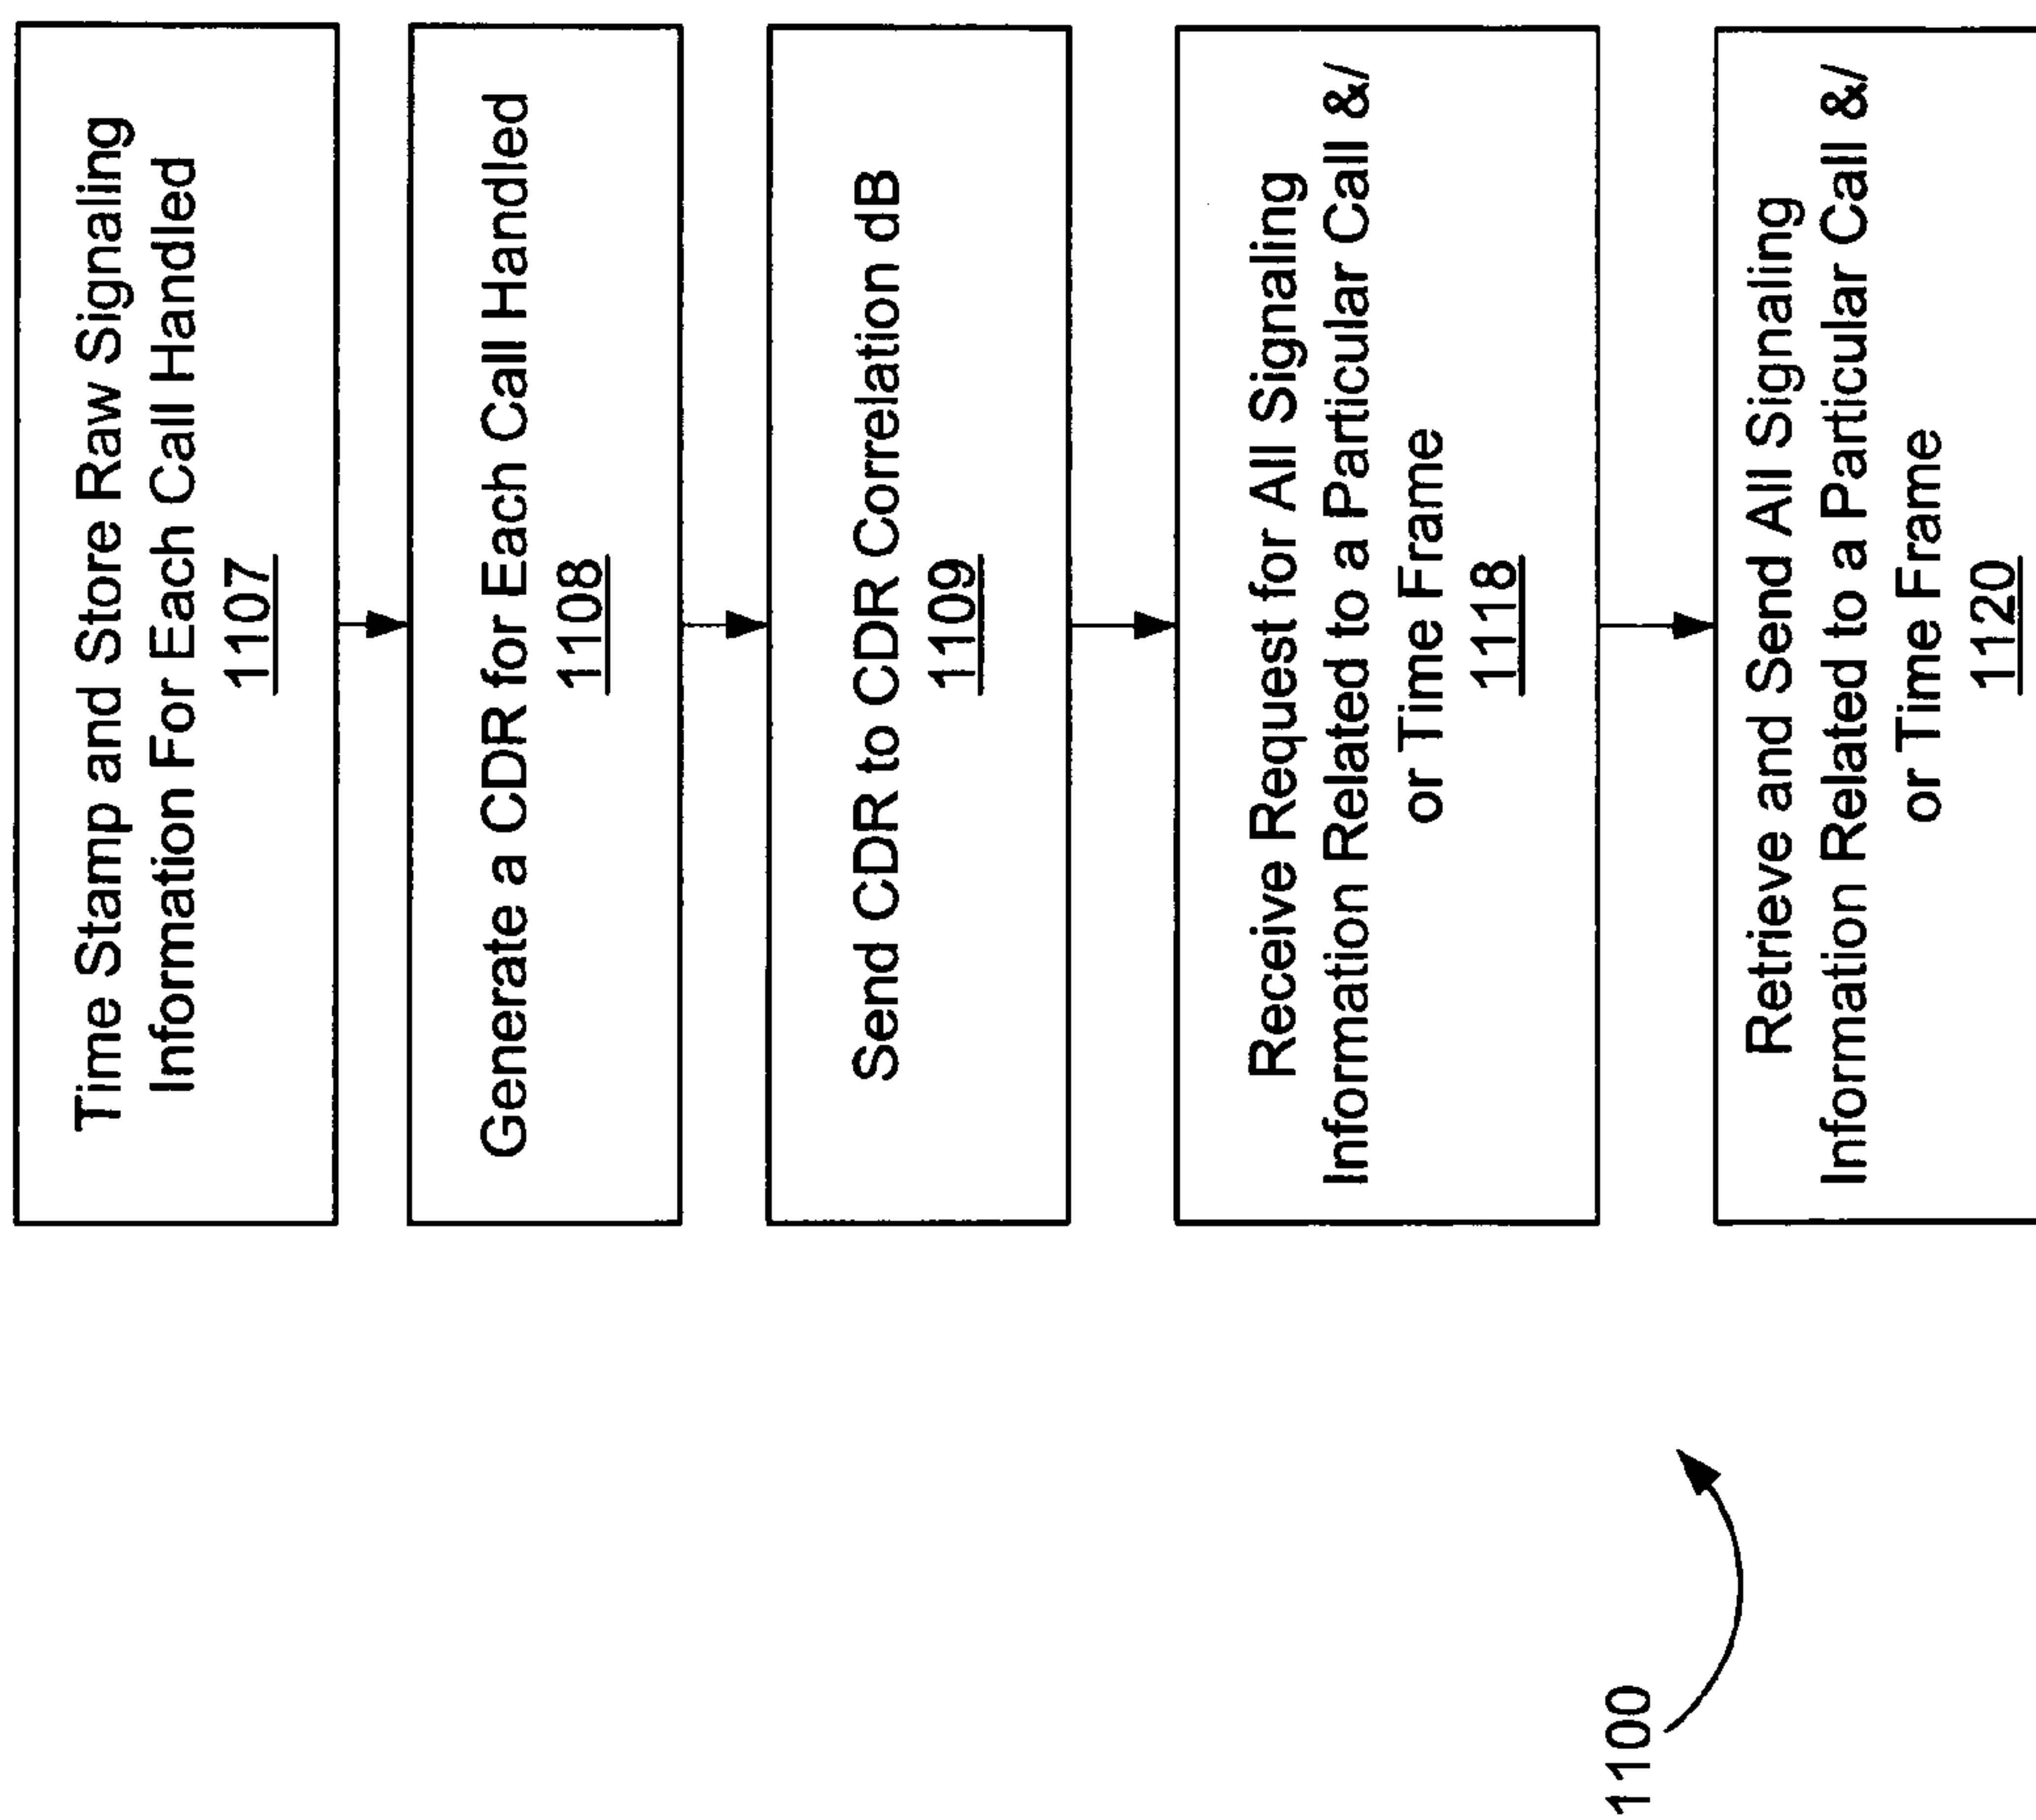 Time Stamp and Store Raw Signaling
Information For Each Call Handled
1107
Generate a CDR for Each Call Handled
1108
Send CDR to CDR Correlation dB
1109
Receive Request for All Signaling
Information Related to a Particular Call &/
or Time Frame
1118
Retrieve and Send All Signaling
Information Related to a Particular Call &/
or Time Frame
1120
1100